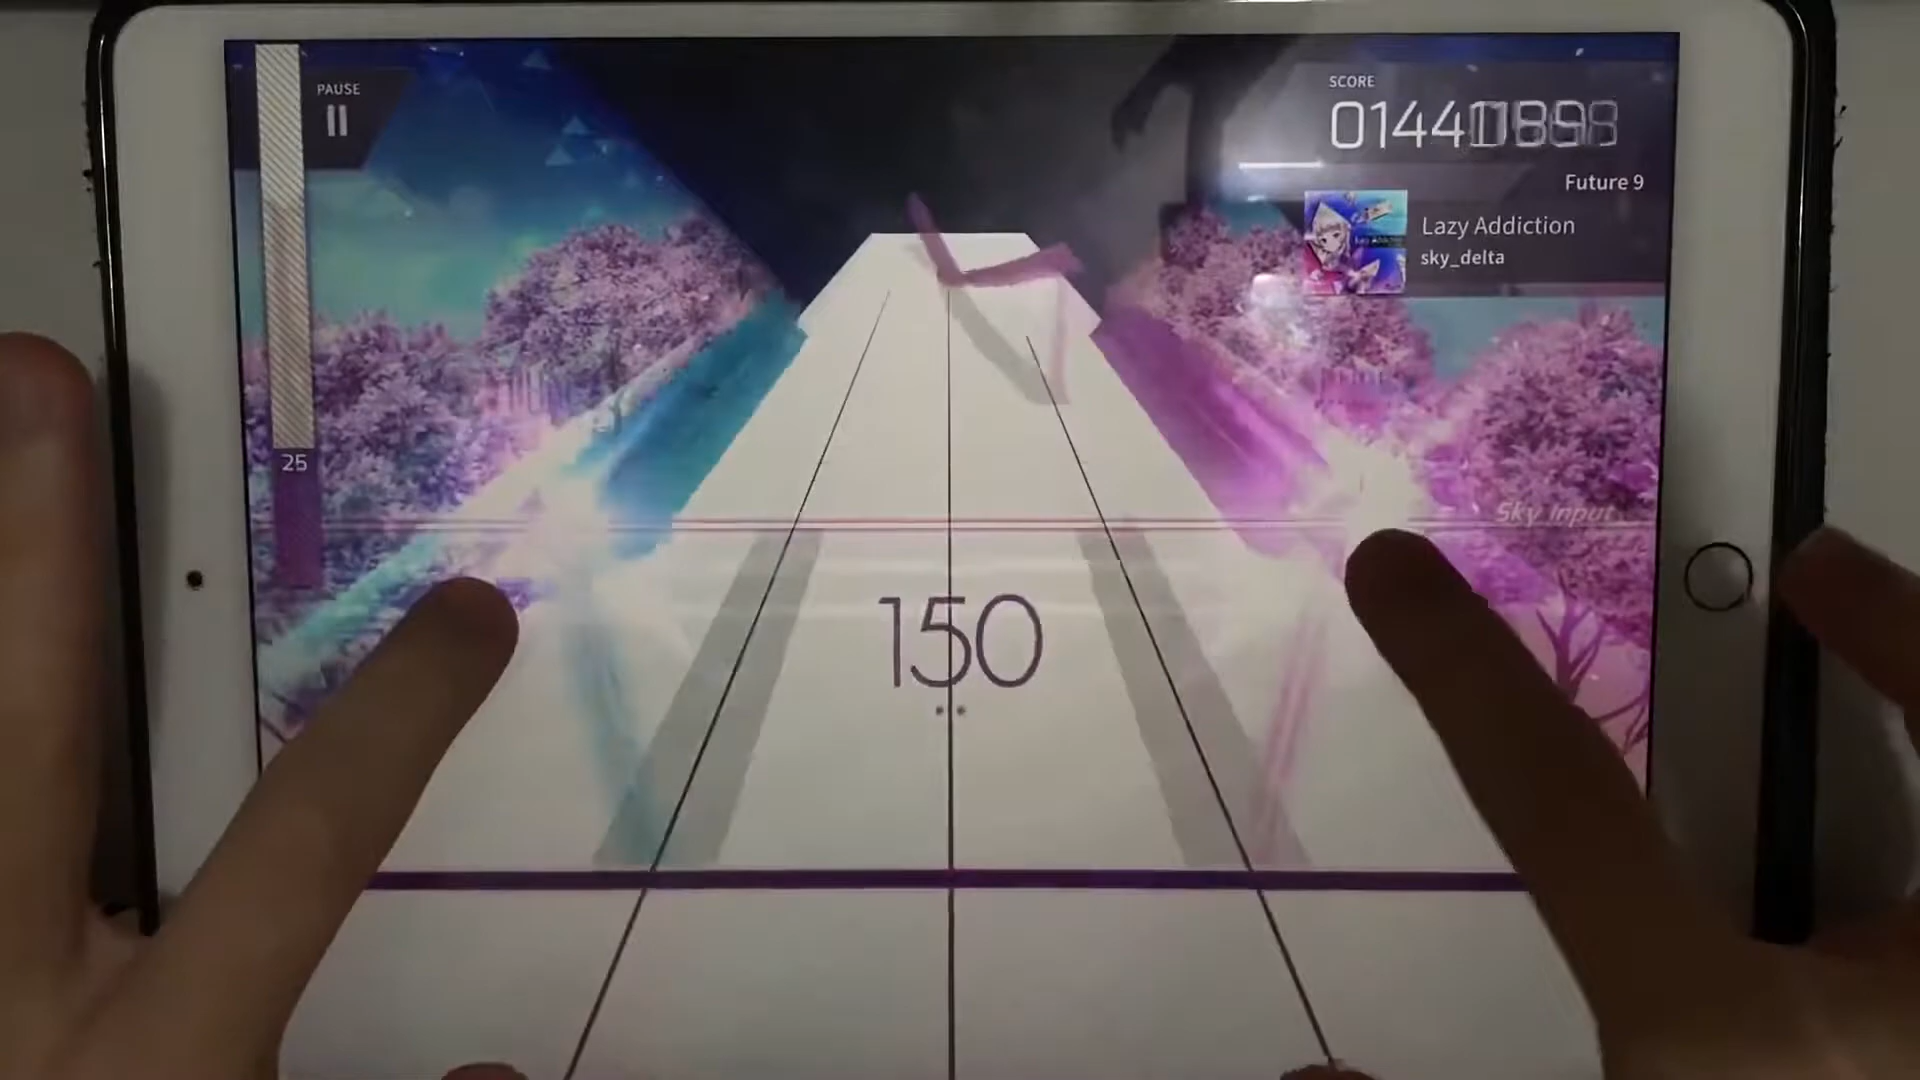 PAUSE
SCORE
Future 9
Lazy Addiction
sky_delta
25
Sky Input
150